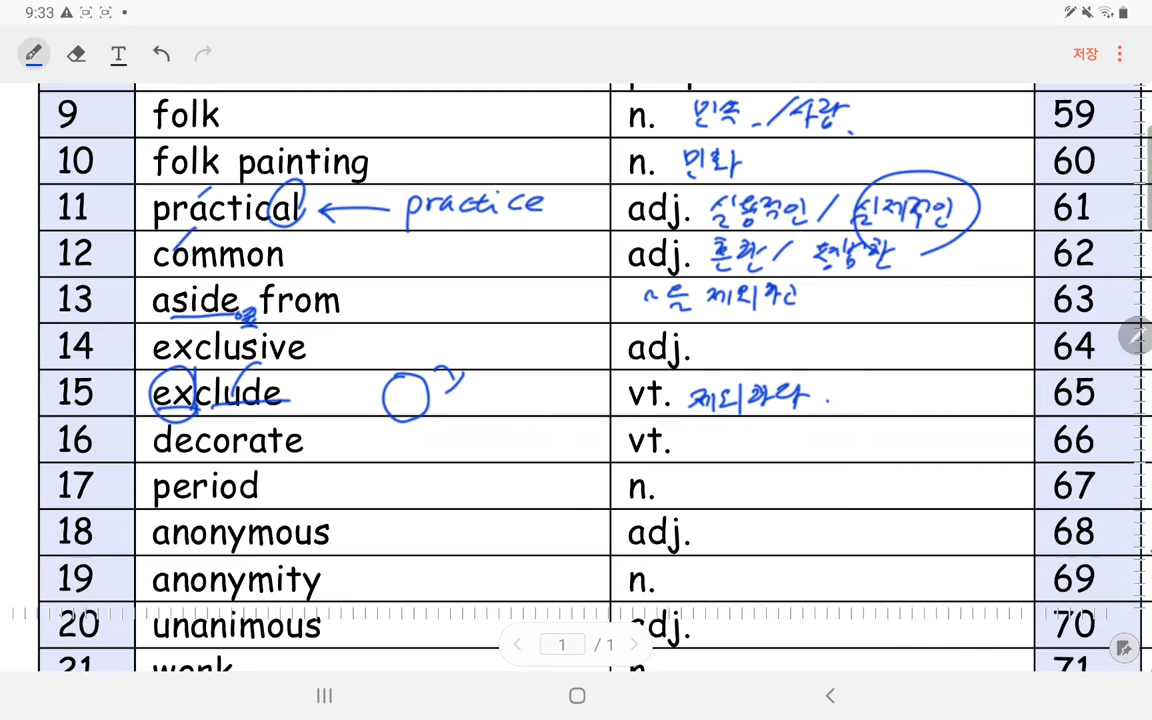 9:33
저장
9 folk n. 민속 / 사람 59
10 folk painting n. 민화 60
11 practical ← practice adj. 실용적인 / 실제적인 61
12 common adj. 흔한 / 평범한 62
13 aside from ~을 제외하고 63
14 exclusive adj. 64
15 exclude vt. 제외하다. 65
16 decorate vt. 66
17 period n. 67
18 anonymous adj. 68
19 anonymity n. 69
20 unanimous adj. 70
21 work n 71
1 / 1